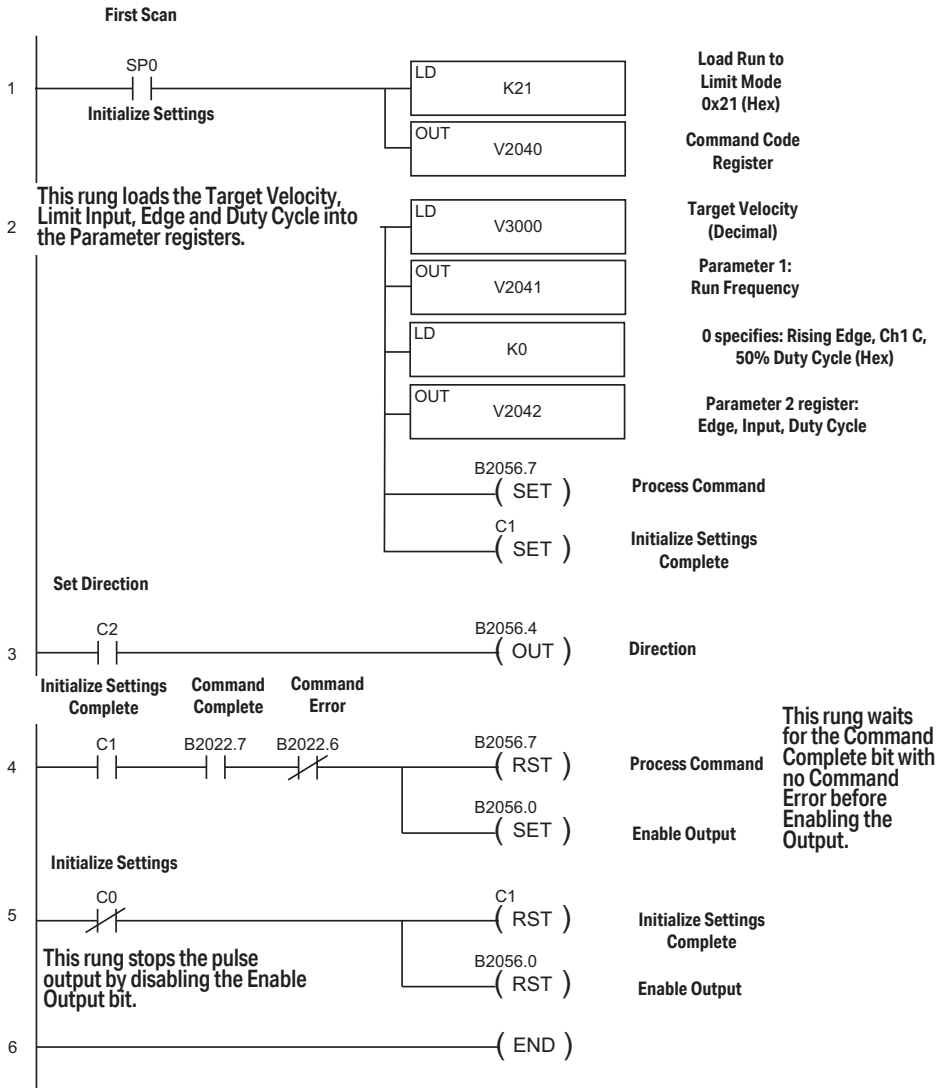 First Scan
1
SP0
Initialize Settings
LD
K21
Load Run to
Limit Mode
0x21 (Hex)
OUT
V2040
Command Code
Register
This rung loads the Target Velocity,
Limit Input, Edge and Duty Cycle into
the Parameter registers.
2
LD
V3000
Target Velocity
(Decimal)
OUT
V2041
Parameter 1:
Run Frequency
LD
K0
0 specifies: Rising Edge, Ch1 C,
50% Duty Cycle (Hex)
OUT
V2042
Parameter 2 register:
Edge, Input, Duty Cycle
B2056.7
( SET )
Process Command
C1
( SET )
Initialize Settings
Complete
Set Direction
3
C2
B2056.4
( OUT )
Direction
Initialize Settings
Complete
Command
Complete
Command
Error
4
C1
B2022.7
B2022.6
B2056.7
( RST )
Process Command
B2056.0
( SET )
Enable Output
This rung waits
for the Command
Complete bit with
no Command
Error before
Enabling the
Output.
Initialize Settings
5
C0
C1
( RST )
Initialize Settings
Complete
This rung stops the pulse
output by disabling the Enable
Output bit.
B2056.0
( RST )
Enable Output
6
( END )